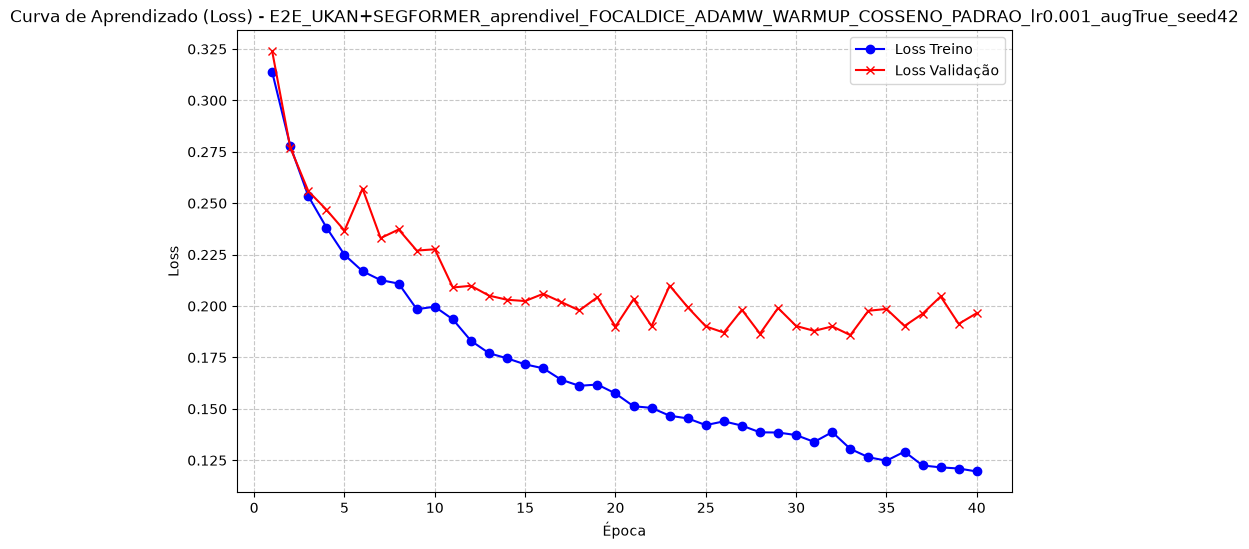 Curva de Aprendizado (Loss) - E2E_UKAN+SEGFORMER_aprendivel_FOCALDICE_ADAMW_WARMUP_COSSENO_PADRAO_lr0.001_augTrue_seed42
Loss Treino
Loss Validação
0.325
0.300
0.275
0.250
0.225
0.200
0.175
0.150
0.125
Loss
0 5 10 15 20 25 30 35 40
Época